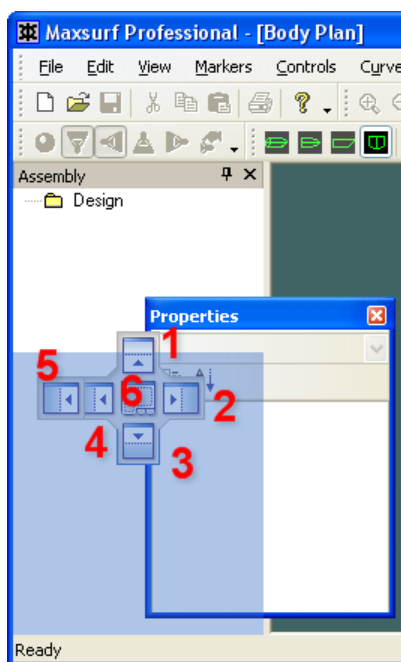 Maxsurf Professional - [Body Plan]
File Edit View Markers Controls Curve
Assembly
Design
Properties
1
5
6
2
4
3
Ready